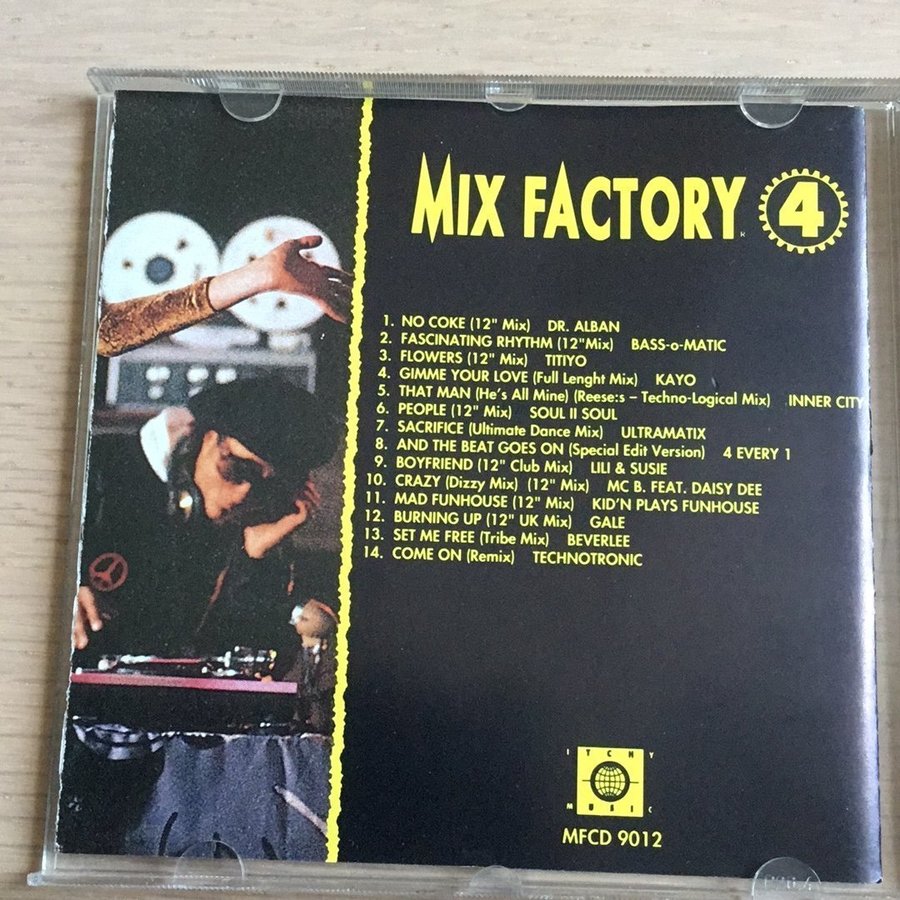 MIX FACTORY 4
1. NO COKE (12" Mix) DR. ALBAN
2. FASCINATING RHYTHM (12"Mix) BASS-o-MATIC
3. FLOWERS (12" Mix) TITIYO
4. GIMME YOUR LOVE (Full Lenght Mix) KAYO
5. THAT MAN (He's All Mine) (Reese:s – Techno-Logical Mix) INNER CITY
6. PEOPLE (12" Mix) SOUL II SOUL
7. SACRIFICE (Ultimate Dance Mix) ULTRAMATIX
8. AND THE BEAT GOES ON (Special Edit Version) 4 EVERY 1
9. BOYFRIEND (12" Club Mix) LILI & SUSIE
10. CRAZY (Dizzy Mix) (12" Mix) MC B. FEAT. DAISY DEE
11. MAD FUNHOUSE (12" Mix) KID'N PLAYS FUNHOUSE
12. BURNING UP (12" UK Mix) GALE
13. SET ME FREE (Tribe Mix) BEVERLEE
14. COME ON (Remix) TECHNOTRONIC
ITCHY
MUSIC
MFCD 9012